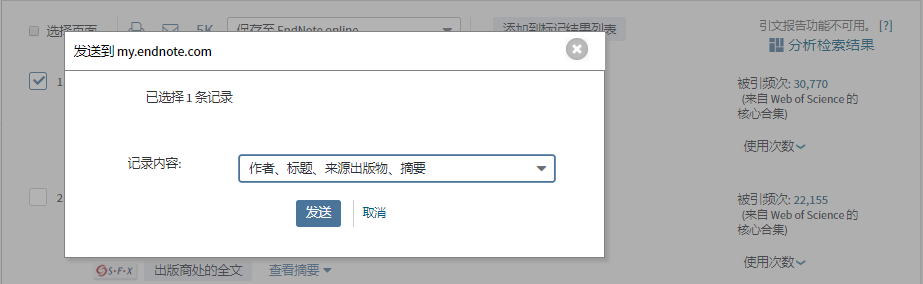 选择页面
5K
保存至 EndNote online
添加到标记结果列表
引文报告功能不可用。 [?]
分析检索结果
发送到 my.endnote.com
1
已选择 1 条记录
被引频次: 30,770
(来自 Web of Science 的
核心合集)
使用次数
记录内容:
作者、标题、来源出版物、摘要
发送
取消
2.
被引频次: 22,155
(来自 Web of Science 的
核心合集)
使用次数
S·F·X
出版商处的全文
查看摘要